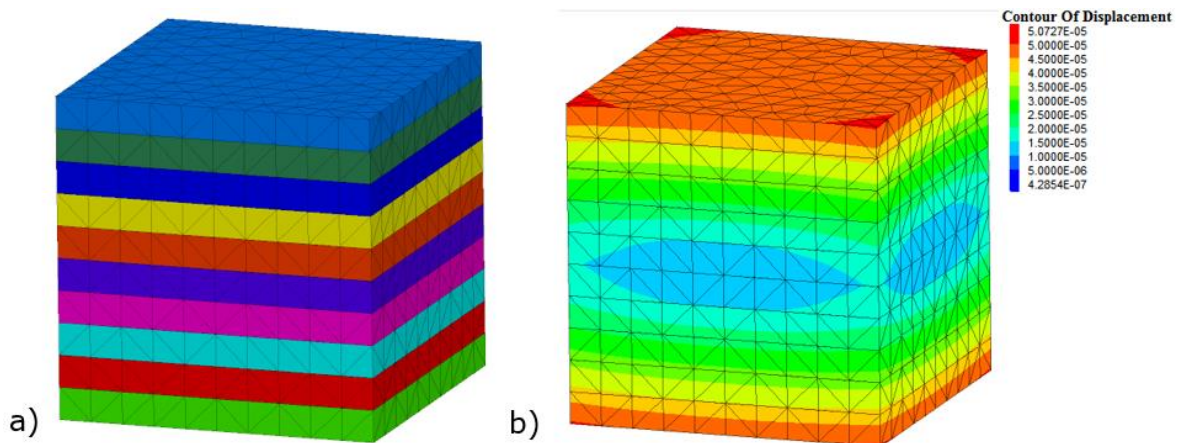 Contour Of Displacement
5.0727E-05
5.0000E-05
4.5000E-05
4.0000E-05
3.5000E-05
3.0000E-05
2.5000E-05
2.0000E-05
1.5000E-05
1.0000E-05
5.0000E-06
4.2854E-07
a)
b)